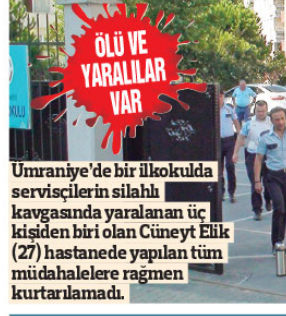 ÖLÜ VE
YARALILAR
VAR
KULU
Ümraniye'de bir ilkokulda
servisçilerin silahlı
kavgasında yaralanan üç
kişiden biri olan Cüneyt Elik
(27) hastanede yapılan tüm
müdahalelere rağmen
kurtarılamadı.